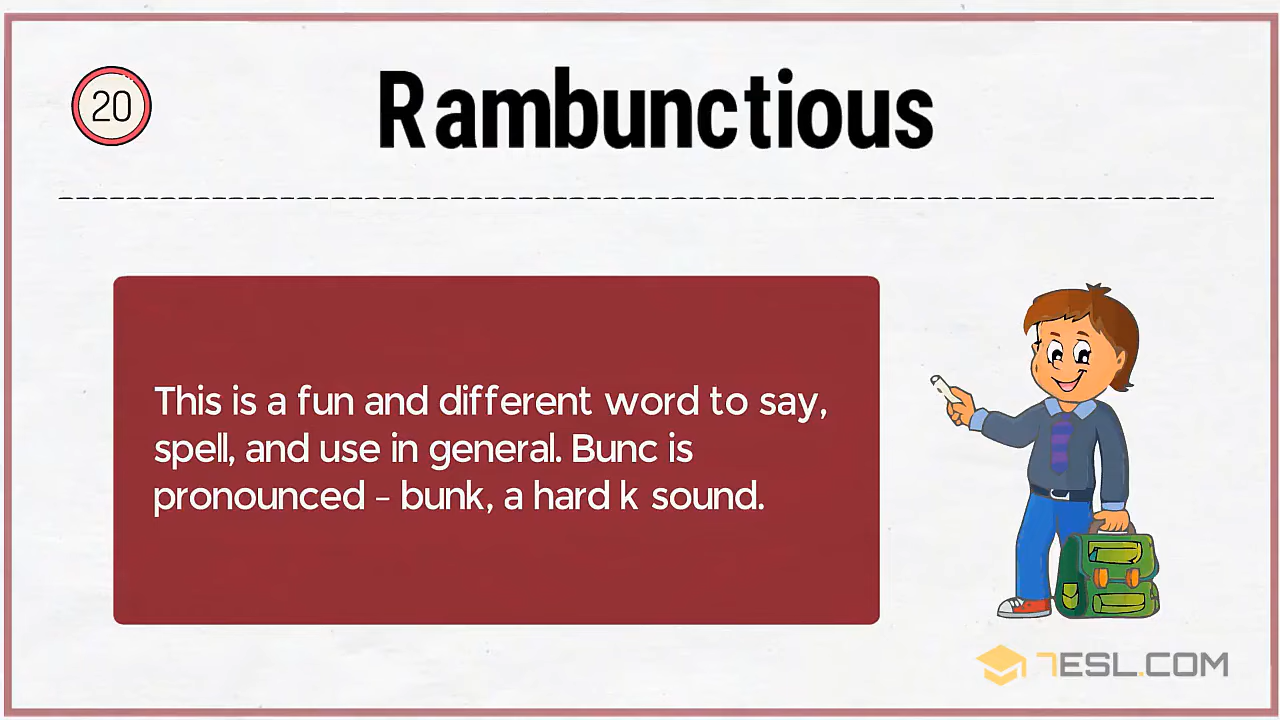 20
Rambunctious
This is a fun and different word to say,
spell, and use in general. Bunc is
pronounced - bunk, a hard k sound.
7ESL.COM